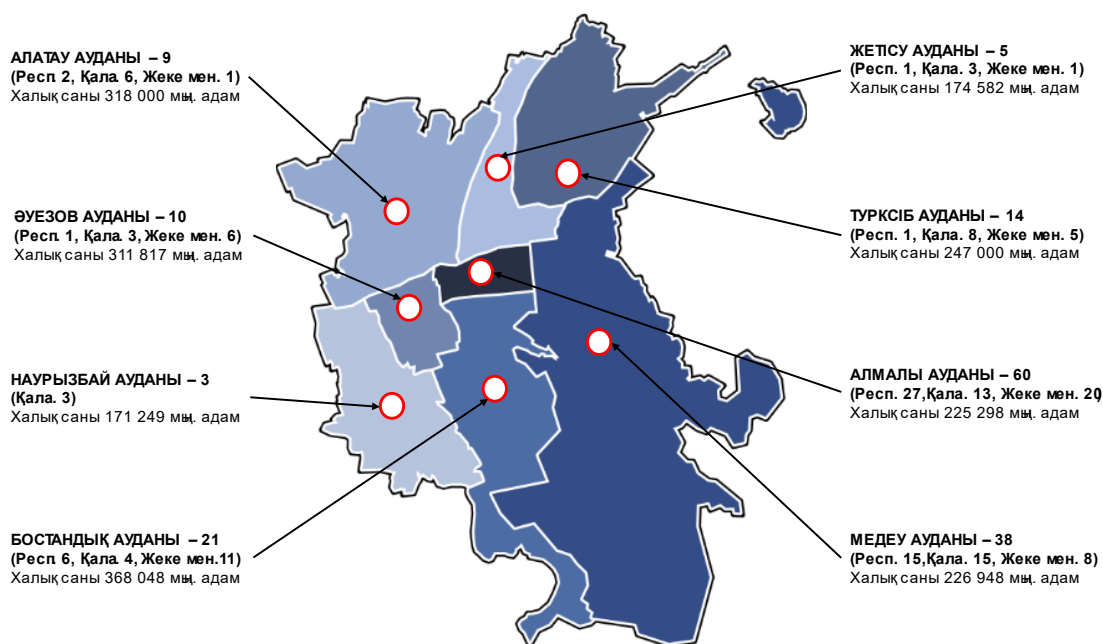 АЛАТАУ АУДАНЫ – 9
(Респ. 2, Қала. 6, Жеке мен. 1)
Халық саны 318 000 мың. адам
ӘУЕЗОВ АУДАНЫ – 10
(Респ. 1, Қала. 3, Жеке мен. 6)
Халық саны 311 817 мың. адам
НАУРЫЗБАЙ АУДАНЫ – 3
(Қала. 3)
Халық саны 171 249 мың. адам
БОСТАНДЫҚ АУДАНЫ – 21
(Респ. 6, Қала. 4, Жеке мен.11)
Халық саны 368 048 мың. адам
ЖЕТІСУ АУДАНЫ – 5
(Респ. 1, Қала. 3, Жеке мен. 1)
Халық саны 174 582 мың. адам
ТУРКСІБ АУДАНЫ – 14
(Респ. 1, Қала. 8, Жеке мен. 5)
Халық саны 247 000 мың. адам
АЛМАЛЫ АУДАНЫ – 60
(Респ. 27,Қала. 13, Жеке мен. 20)
Халық саны 225 298 мың. адам
МЕДЕУ АУДАНЫ – 38
(Респ. 15,Қала. 15, Жеке мен. 8)
Халық саны 226 948 мың. адам